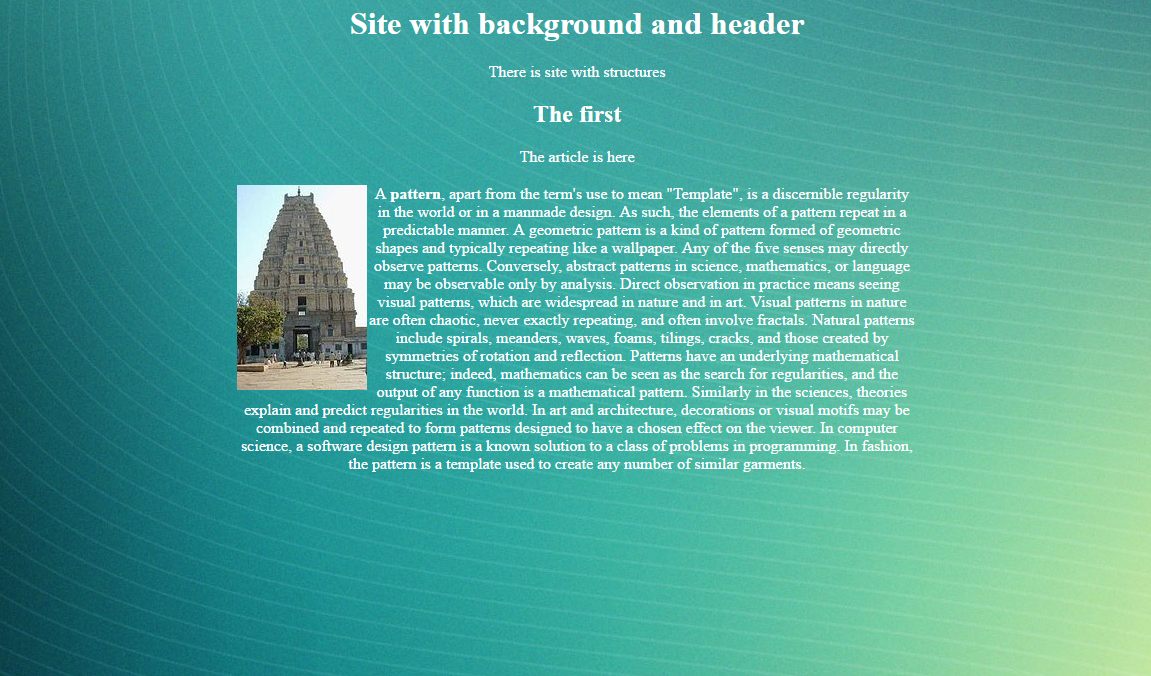 Site with background and header
There is site with structures
The first
The article is here
A pattern, apart from the term's use to mean "Template", is a discernible regularity
in the world or in a manmade design. As such, the elements of a pattern repeat in a
predictable manner. A geometric pattern is a kind of pattern formed of geometric
shapes and typically repeating like a wallpaper. Any of the five senses may directly
observe patterns. Conversely, abstract patterns in science, mathematics, or language
may be observable only by analysis. Direct observation in practice means seeing
visual patterns, which are widespread in nature and in art. Visual patterns in nature
are often chaotic, never exactly repeating, and often involve fractals. Natural patterns
include spirals, meanders, waves, foams, tilings, cracks, and those created by
symmetries of rotation and reflection. Patterns have an underlying mathematical
structure; indeed, mathematics can be seen as the search for regularities, and the
output of any function is a mathematical pattern. Similarly in the sciences, theories
explain and predict regularities in the world. In art and architecture, decorations or visual motifs may be
combined and repeated to form patterns designed to have a chosen effect on the viewer. In computer
science, a software design pattern is a known solution to a class of problems in programming. In fashion,
the pattern is a template used to create any number of similar garments.